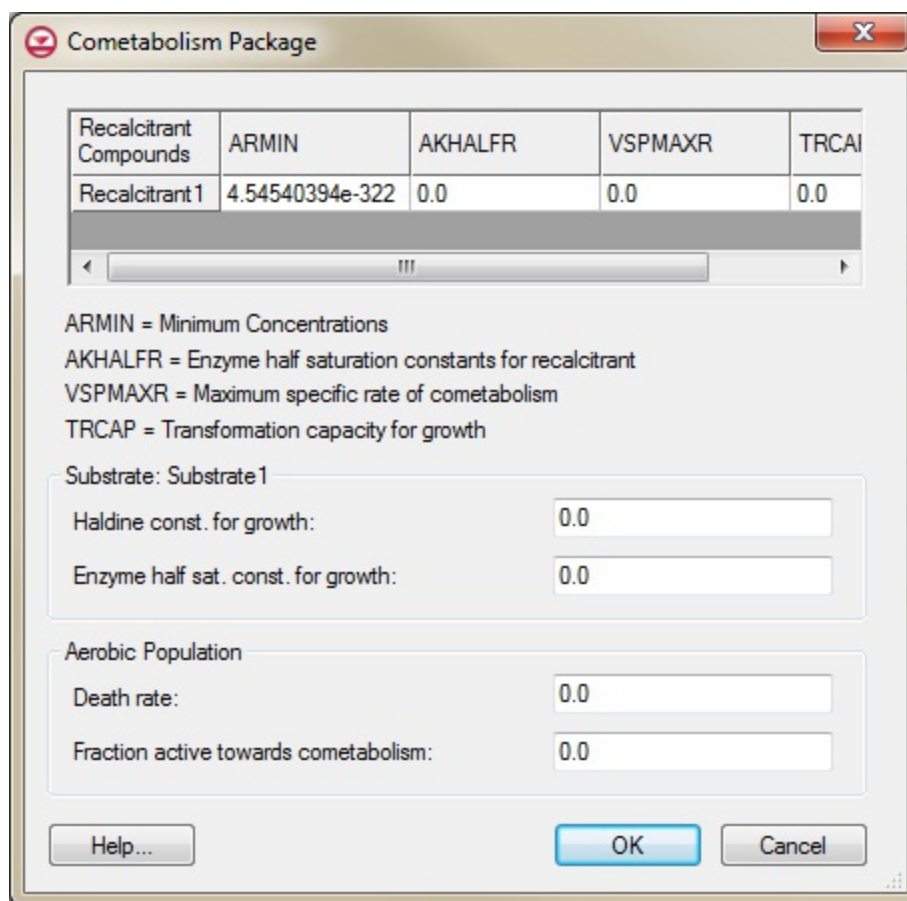 Cometabolism Package
Recalcitrant Compounds ARMIN AKHALFR VSPMAXR TRCAI
Recalcitrant1 4.54540394e-322 0.0 0.0 0.0
ARMIN = Minimum Concentrations
AKHALFR = Enzyme half saturation constants for recalcitrant
VSPMAXR = Maximum specific rate of cometabolism
TRCAP = Transformation capacity for growth
Substrate: Substrate1
Haldine const. for growth: 0.0
Enzyme half sat. const. for growth: 0.0
Aerobic Population
Death rate: 0.0
Fraction active towards cometabolism: 0.0
Help... OK Cancel